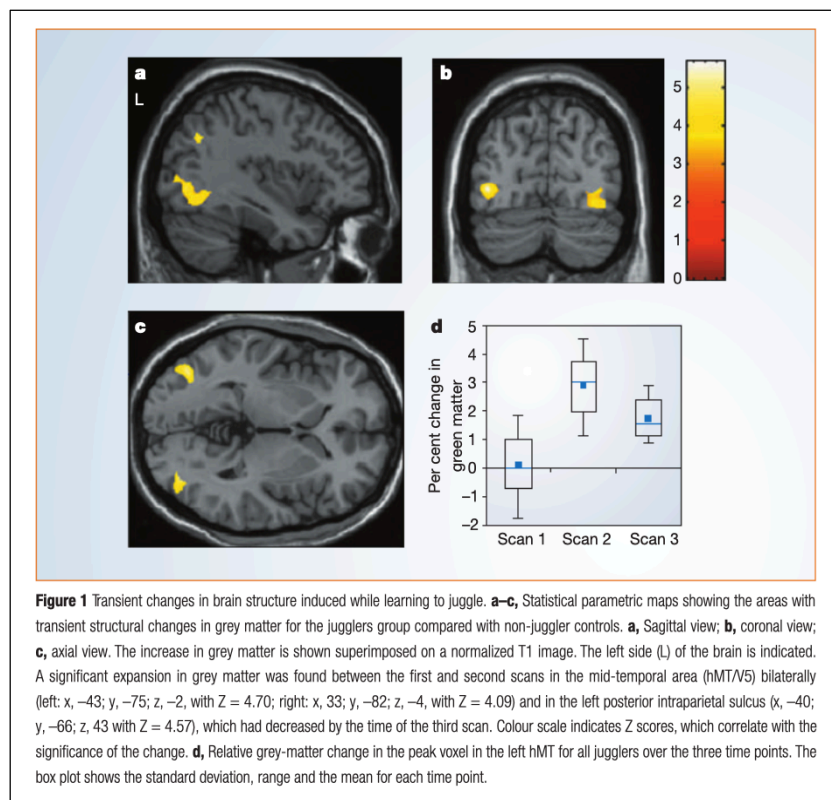 a
L
b
5
4
3
2
1
0
c
d
Per cent change in
green matter
5
4
3
2
1
0
–1
–2
Scan 1 Scan 2 Scan 3
Figure 1 Transient changes in brain structure induced while learning to juggle. a–c, Statistical parametric maps showing the areas with
transient structural changes in grey matter for the jugglers group compared with non-juggler controls. a, Sagittal view; b, coronal view;
c, axial view. The increase in grey matter is shown superimposed on a normalized T1 image. The left side (L) of the brain is indicated.
A significant expansion in grey matter was found between the first and second scans in the mid-temporal area (hMT/V5) bilaterally
(left: x, –43; y, –75; z, –2, with Z = 4.70; right: x, 33; y, –82; z, –4, with Z = 4.09) and in the left posterior intraparietal sulcus (x, –40;
y, –66; z, 43 with Z = 4.57), which had decreased by the time of the third scan. Colour scale indicates Z scores, which correlate with the
significance of the change. d, Relative grey-matter change in the peak voxel in the left hMT for all jugglers over the three time points. The
box plot shows the standard deviation, range and the mean for each time point.